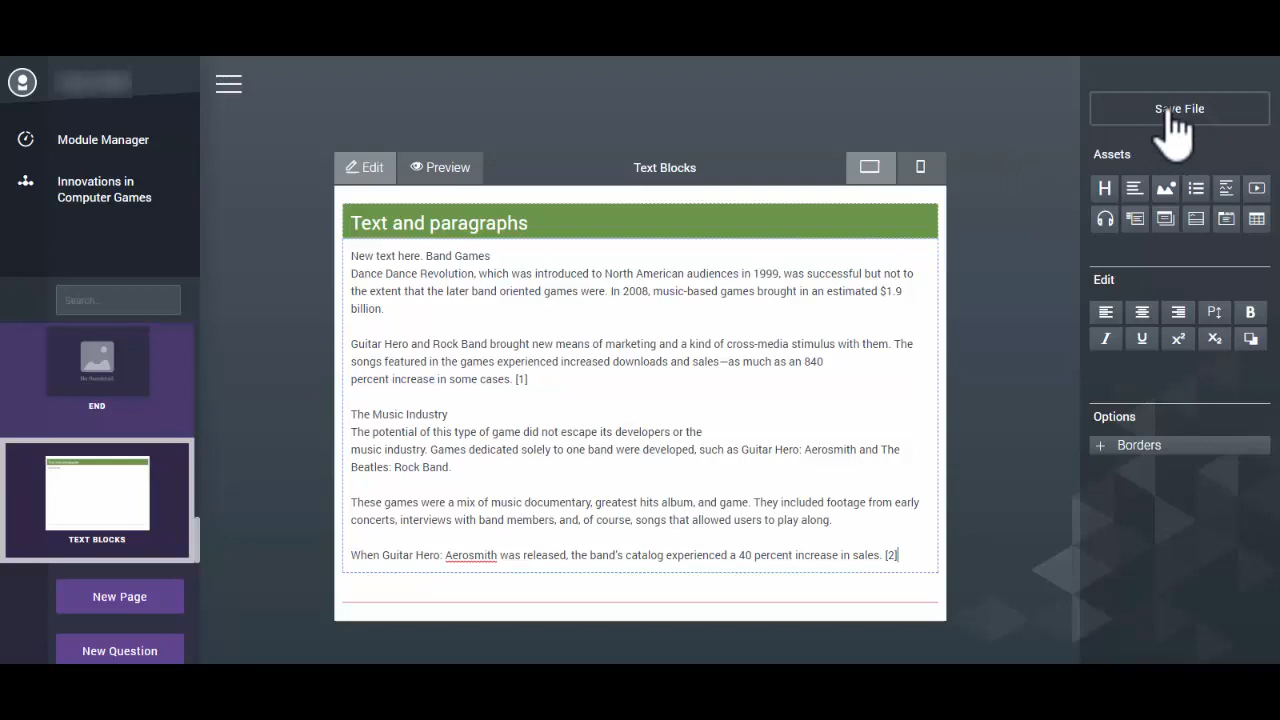 Save File
Module Manager
Assets
Edit
Preview
Text Blocks
Innovations in
Computer Games
H
Text and paragraphs
New text here. Band Games
Dance Dance Revolution, which was introduced to North American audiences in 1999, was successful but not to
the extent that the later band oriented games were. In 2008, music-based games brought in an estimated $1.9
billion.
Edit
Search...
B
I
U
x²
X₂
Guitar Hero and Rock Band brought new means of marketing and a kind of cross-media stimulus with them. The
songs featured in the games experienced increased downloads and sales—as much as an 840
percent increase in some cases. [1]
No thumbnail
END
The Music Industry
The potential of this type of game did not escape its developers or the
music industry. Games dedicated solely to one band were developed, such as Guitar Hero: Aerosmith and The
Beatles: Rock Band.
Options
+ Borders
Text and paragraphs
These games were a mix of music documentary, greatest hits album, and game. They included footage from early
concerts, interviews with band members, and, of course, songs that allowed users to play along.
TEXT BLOCKS
When Guitar Hero: Aerosmith was released, the band's catalog experienced a 40 percent increase in sales. [2]
New Page
New Question